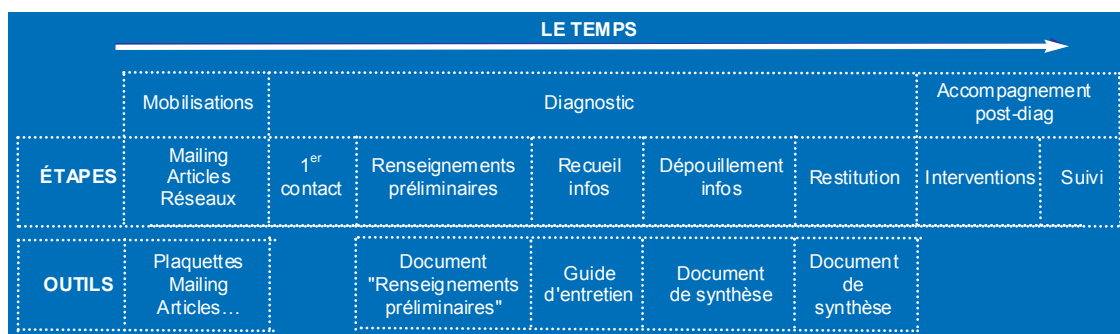 LE TEMPS
Mobilisations
Diagnostic
Accompagnement
post-diag
ÉTAPES
Mailing
Articles
Réseaux
1er
contact
Renseignements
préliminaires
Recueil
infos
Dépouillement
infos
Restitution
Interventions
Suivi
OUTILS
Plaquettes
Mailing
Articles…
Document
"Renseignements
préliminaires"
Guide
d'entretien
Document
de synthèse
Document
de
synthèse